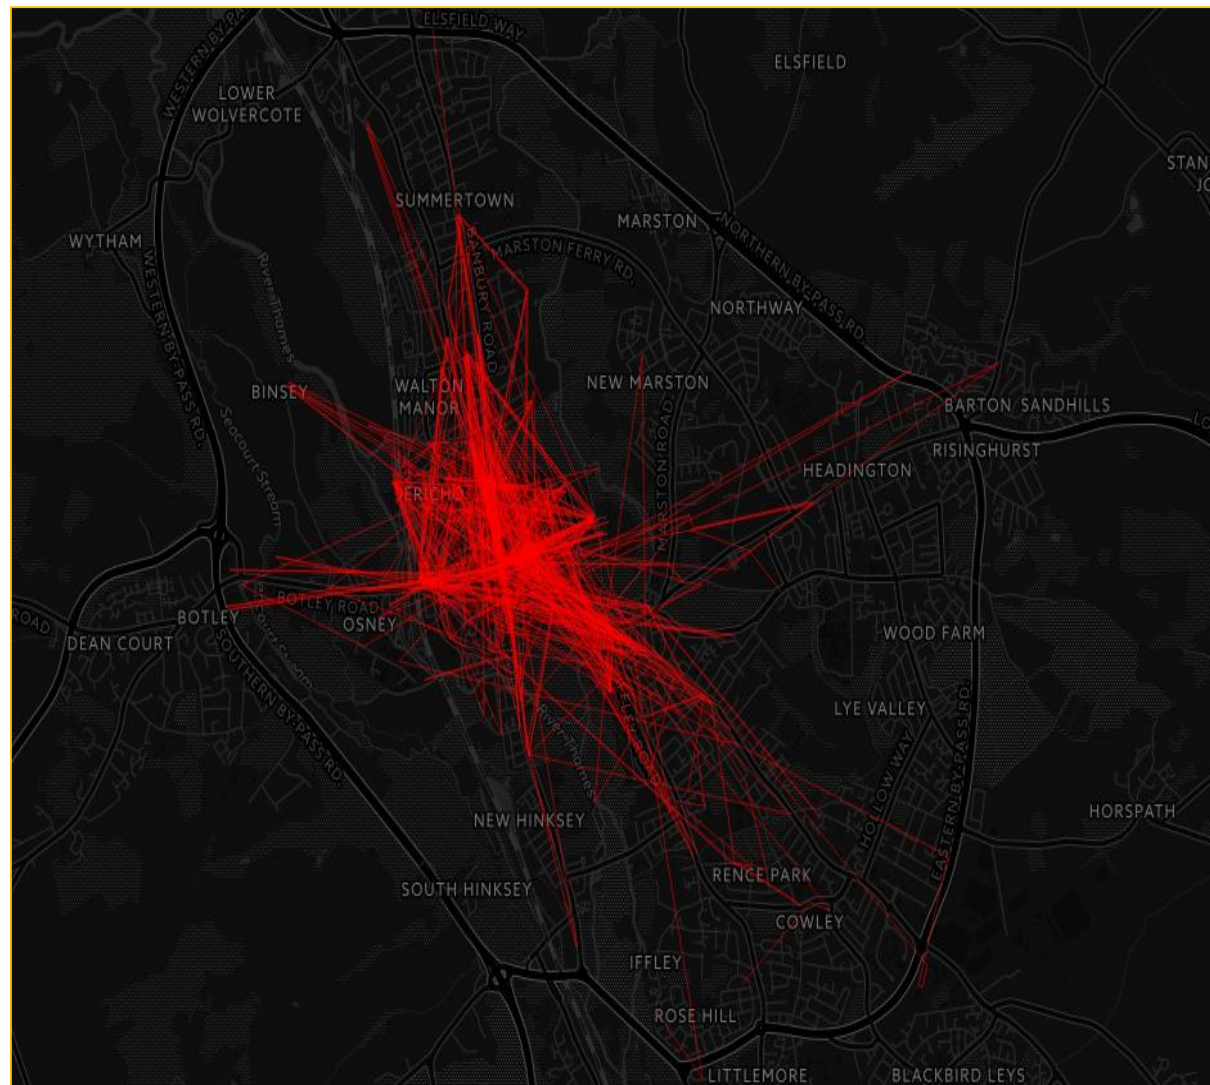 ELSFIELD WAY
WESTERN BY-PA
ELSFIELD
LOWER
WOLVERCOTE
STAN
JO
SUMMERTOWN
MARSTON
WYTHAM
MARSTON FERRY RD.
BANBURY ROAD
NORTHERN BY-PASS RD.
WESTERN BY-PASS RD.
River Thames
NORTHWAY
BINSEY
WALTON
MANOR
NEW MARSTON
BARTON
SANDHILLS
LO
Seacourt Stream
RISINGHURST
HEADINGTON
JERICHO
MARSTON ROAD
BOTLEY ROAD
BOTLEY
OSNEY
ROAD
DEAN COURT
WOOD FARM
SOUTHERN BY-PASS RD.
LYE VALLEY
River Thames
HOLLOW WAY
EASTERN BY-PASS RD.
NEW HINKSEY
HORSPATH
RENCE PARK
SOUTH HINKSEY
COWLEY
IFFLEY
ROSE HILL
LITTLEMORE
BLACKBIRD LEYS